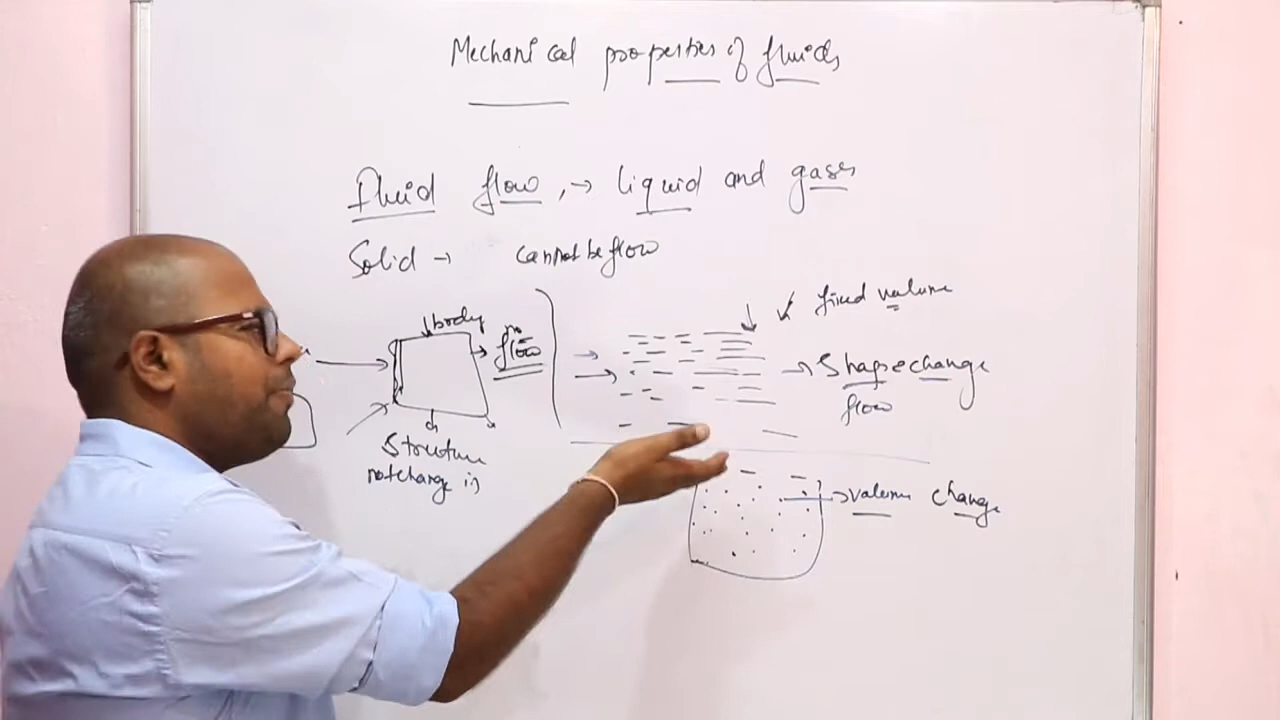 Mechanical properties of fluids
Fluid flow, → liquid and gases
Solid → cannot be flow
body
no
flow
Structure
not change
fixed volume
→ Shape change
flow
→ volume change